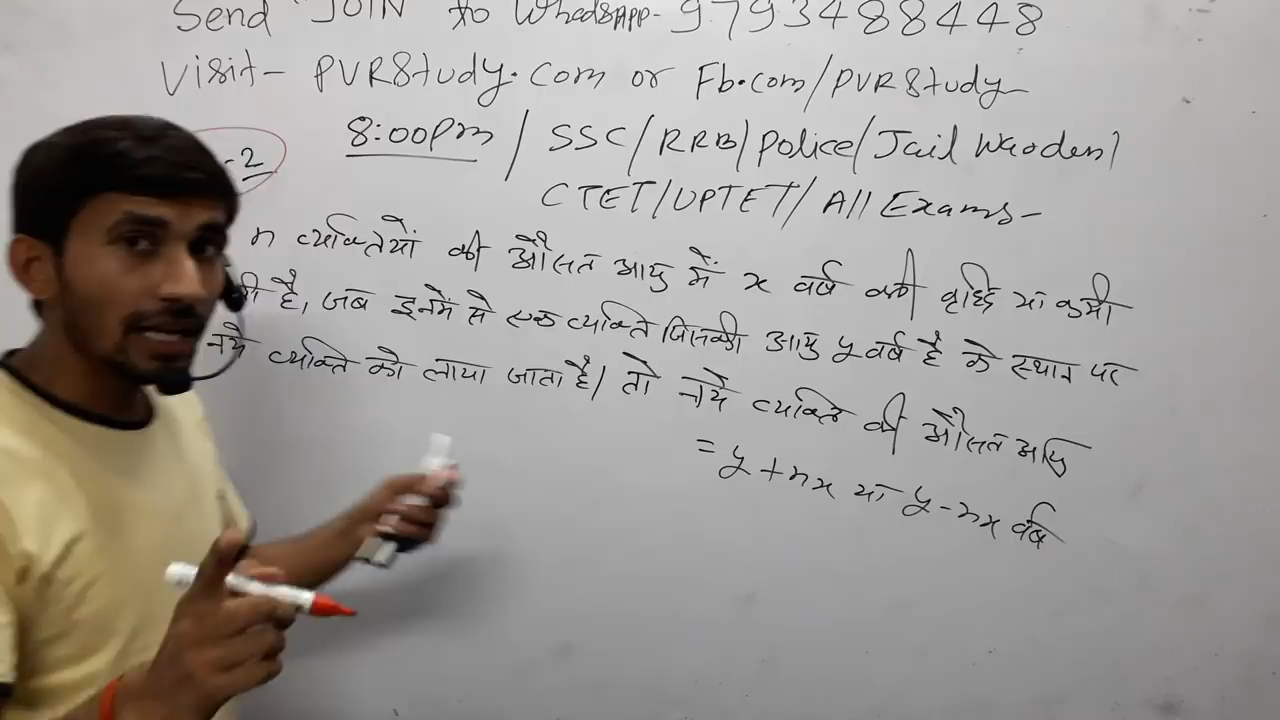 Send "JOIN to WhatsApp- 9793488448
Visit- PVRStudy.com or Fb.com/PVRStudy
-2
8:00Pm / SSC/RRB/Police/Jail Warden/
CTET/UPTET/All Exams-
n व्यक्तियों की औसत आयु में x वर्ष की वृद्धि या कमी
है, जब इनमें से एक व्यक्ति जिसकी आयु y वर्ष है के स्थान पर
नये व्यक्ति को लाया जाता है। तो नये व्यक्ति की औसत आयु
= y + nx या y - nx वर्ष